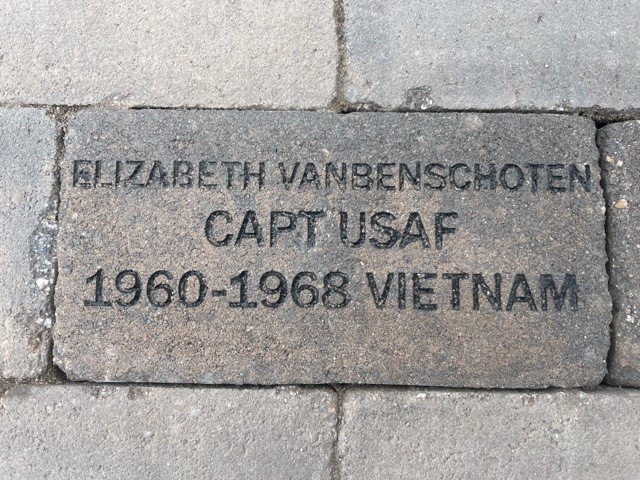 ELIZABETH VANBENSCHOTEN
CAPT USAF
1960-1968 VIETNAM